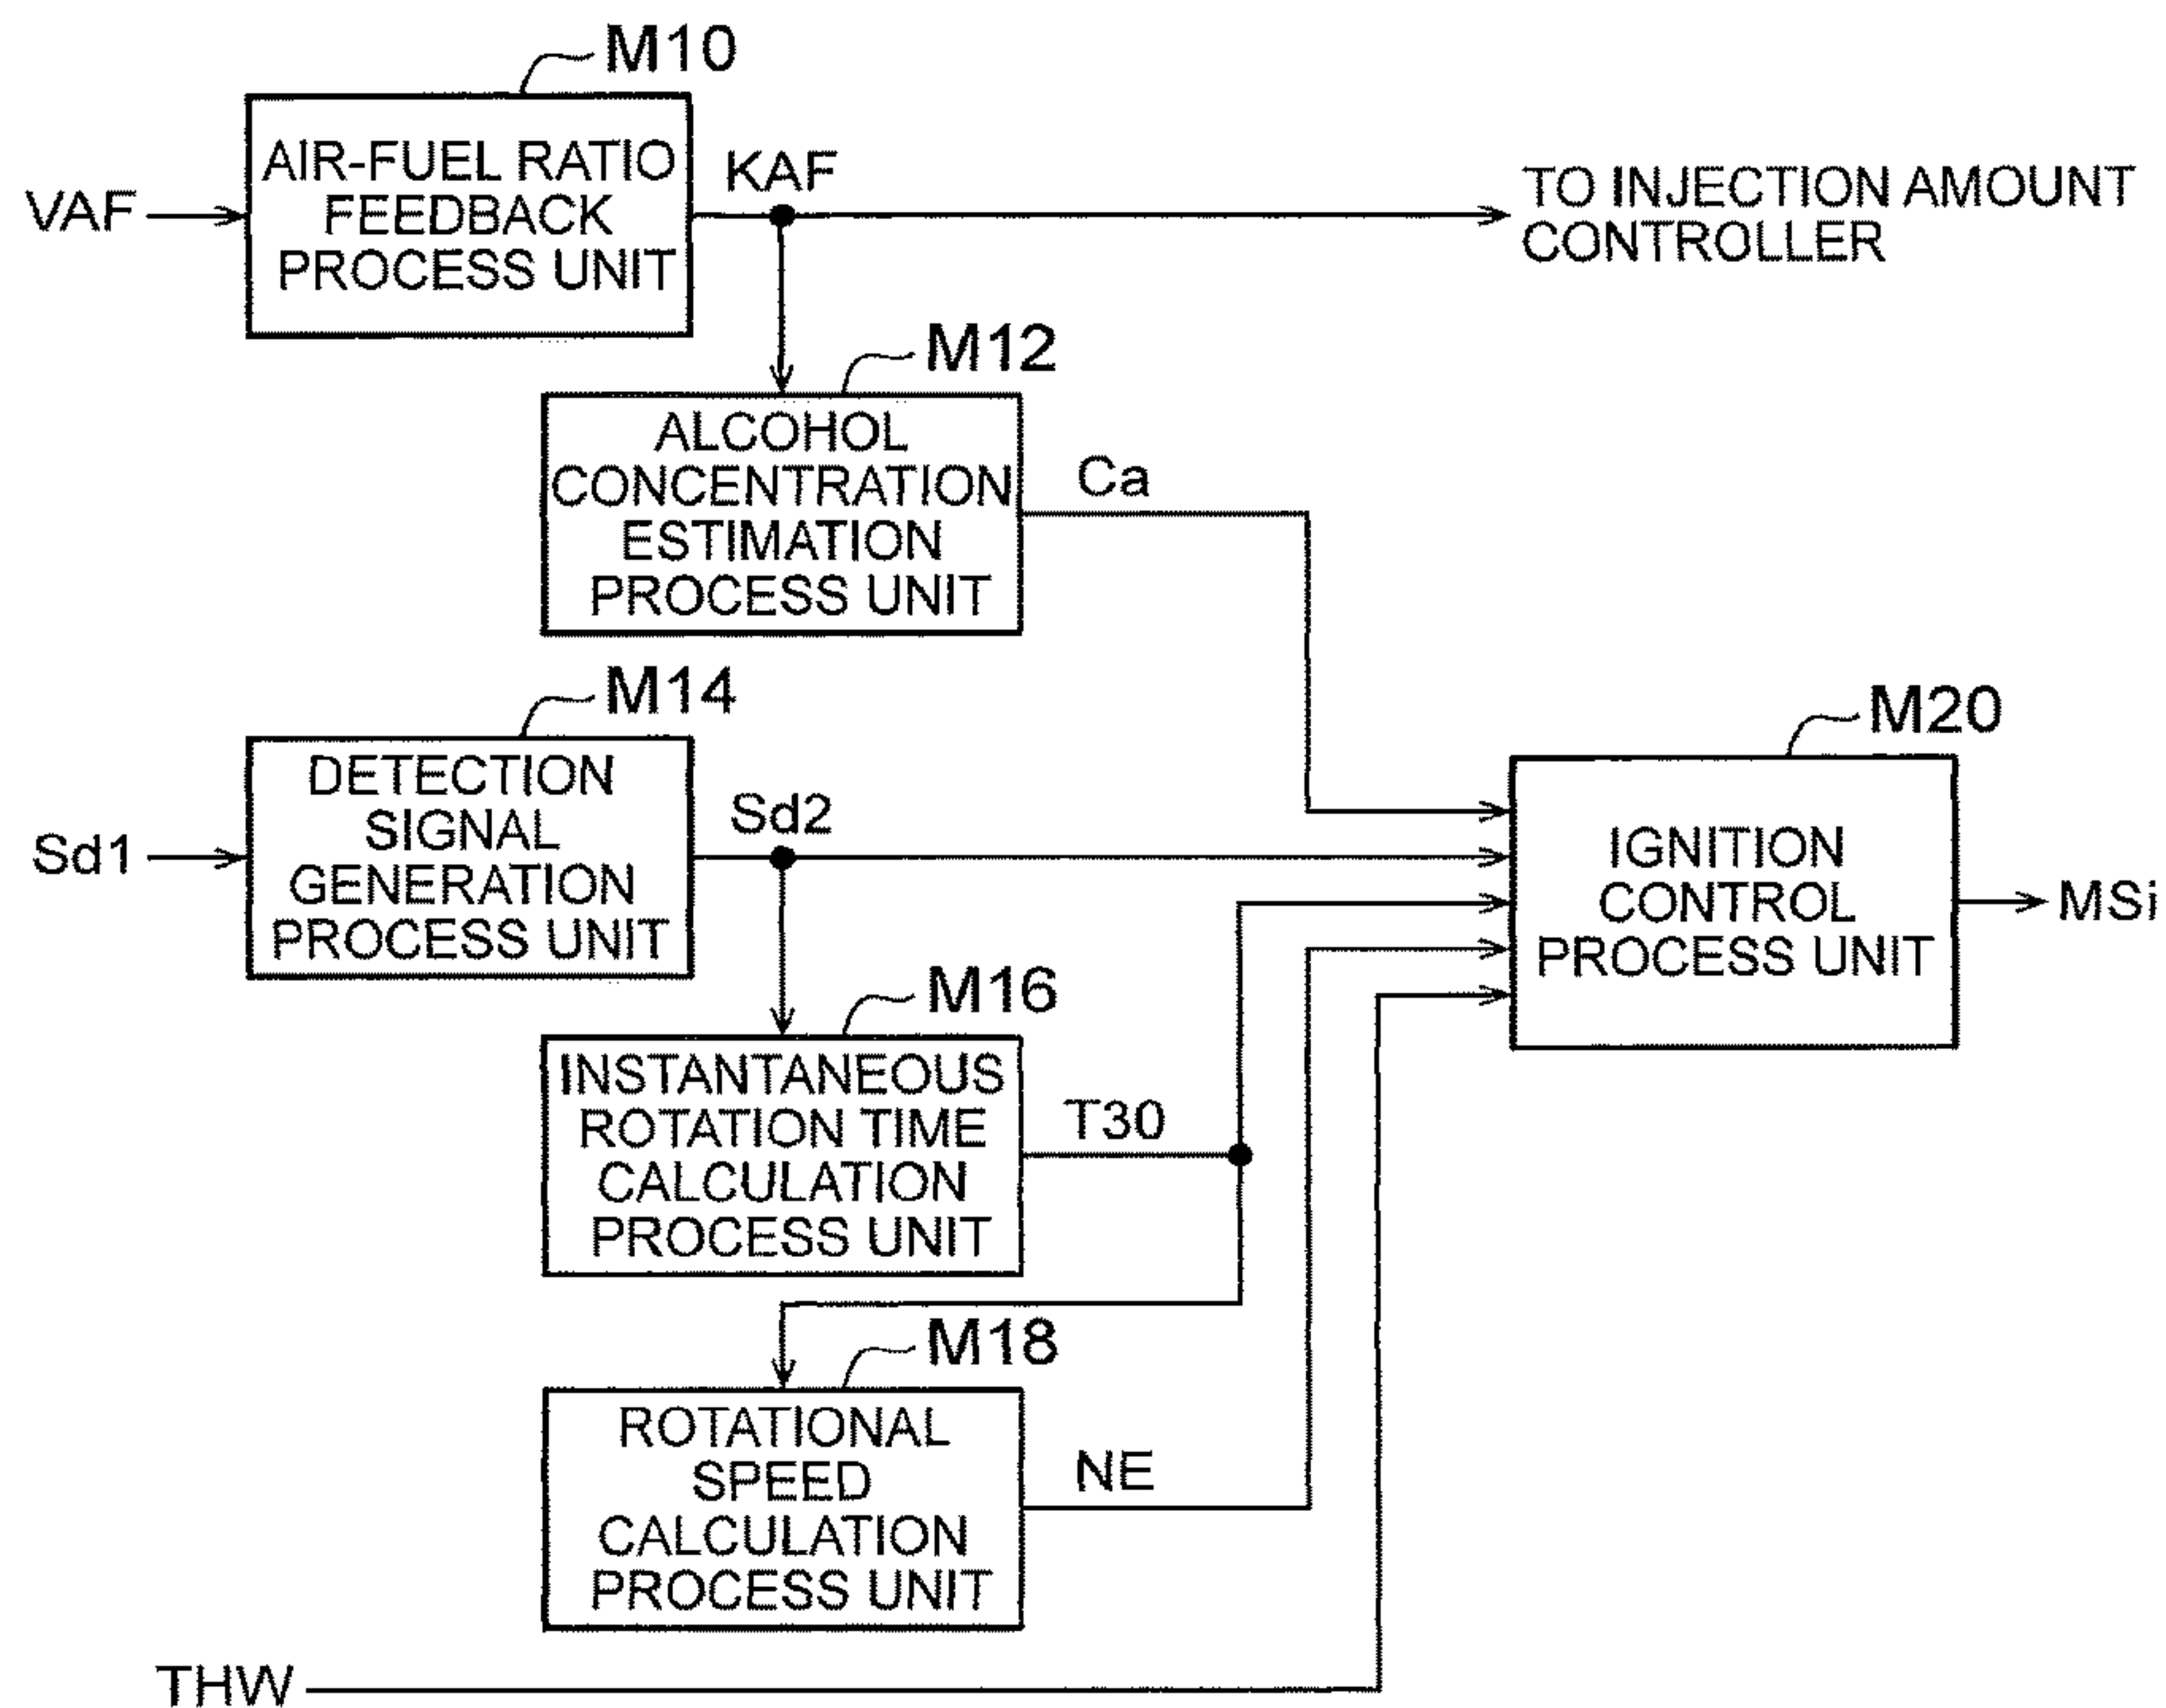 M10
AIR-FUEL RATIO
FEEDBACK
PROCESS UNIT
VAF
KAF
TO INJECTION AMOUNT
CONTROLLER
M12
ALCOHOL
CONCENTRATION
ESTIMATION
PROCESS UNIT
Ca
M14
DETECTION
SIGNAL
GENERATION
PROCESS UNIT
Sd1
Sd2
M20
IGNITION
CONTROL
PROCESS UNIT
MSi
M16
INSTANTANEOUS
ROTATION TIME
CALCULATION
PROCESS UNIT
T30
M18
ROTATIONAL
SPEED
CALCULATION
PROCESS UNIT
NE
THW